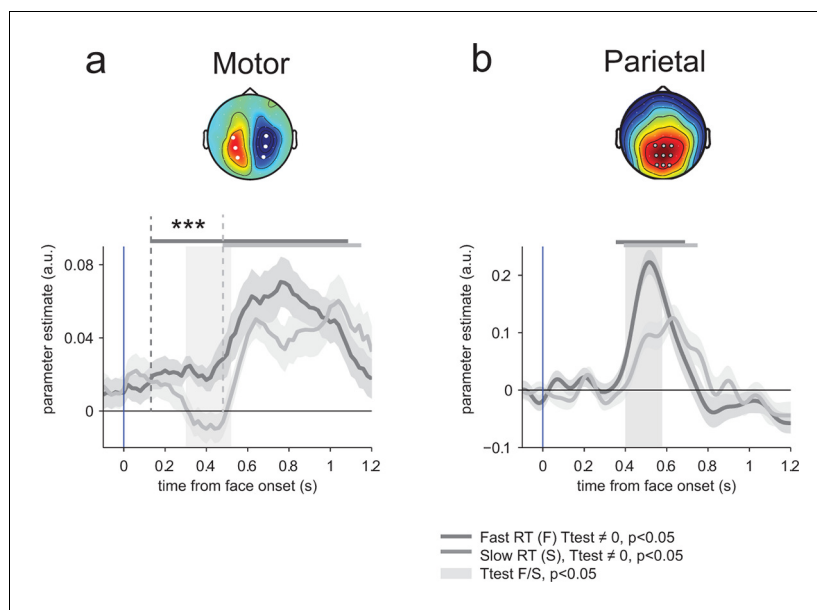 a
Motor
b
Parietal
***
parameter estimate (a.u.)
0.08
0.04
0
0
0.2
0.4
0.6
0.8
1
1.2
time from face onset (s)
parameter estimate (a.u.)
0.2
0.1
0
−0.1
0
0.2
0.4
0.6
0.8
1.0
1.2
time from face onset (s)
Fast RT (F) Ttest ≠ 0, p<0.05
Slow RT (S), Ttest ≠ 0, p<0.05
Ttest F/S, p<0.05